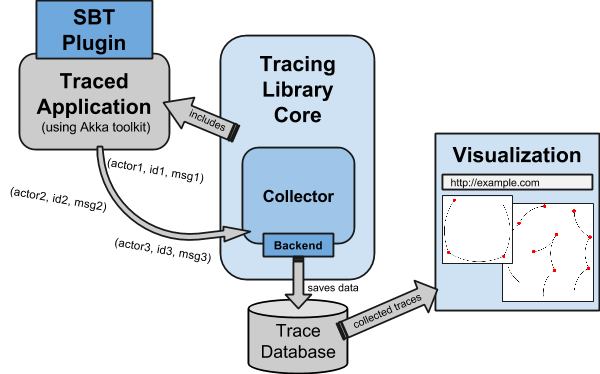 SBT
Plugin
Traced
Application
(using Akka toolkit)
Tracing
Library
Core
includes
(actor1, id1, msg1)
(actor2, id2, msg2)
(actor3, id3, msg3)
Collector
Backend
saves data
Trace
Database
collected traces
Visualization
http://example.com